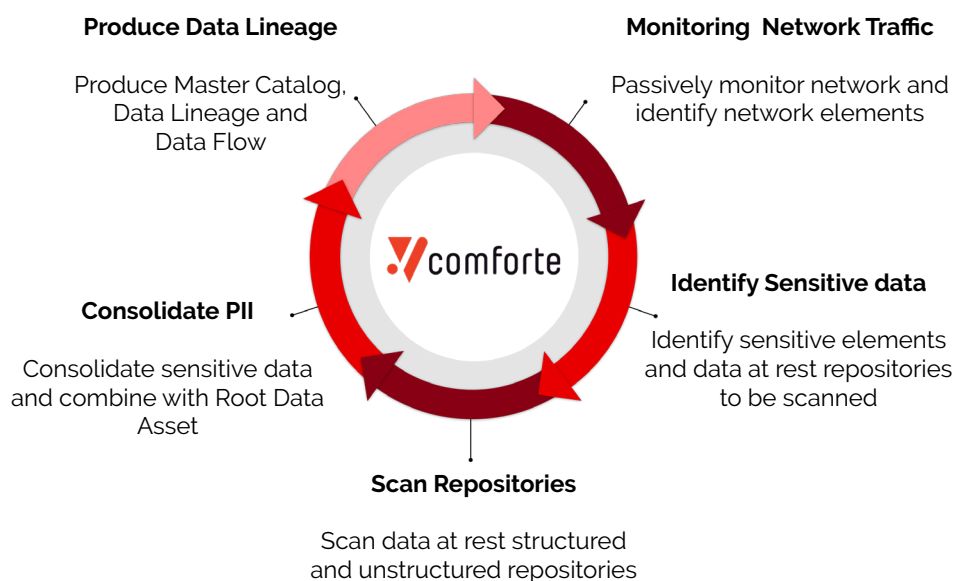 Produce Data Lineage
Produce Master Catalog,
Data Lineage and
Data Flow
Monitoring Network Traffic
Passively monitor network and
identify network elements
comforte
Identify Sensitive data
Identify sensitive elements
and data at rest repositories
to be scanned
Consolidate PII
Consolidate sensitive data
and combine with Root Data
Asset
Scan Repositories
Scan data at rest structured
and unstructured repositories